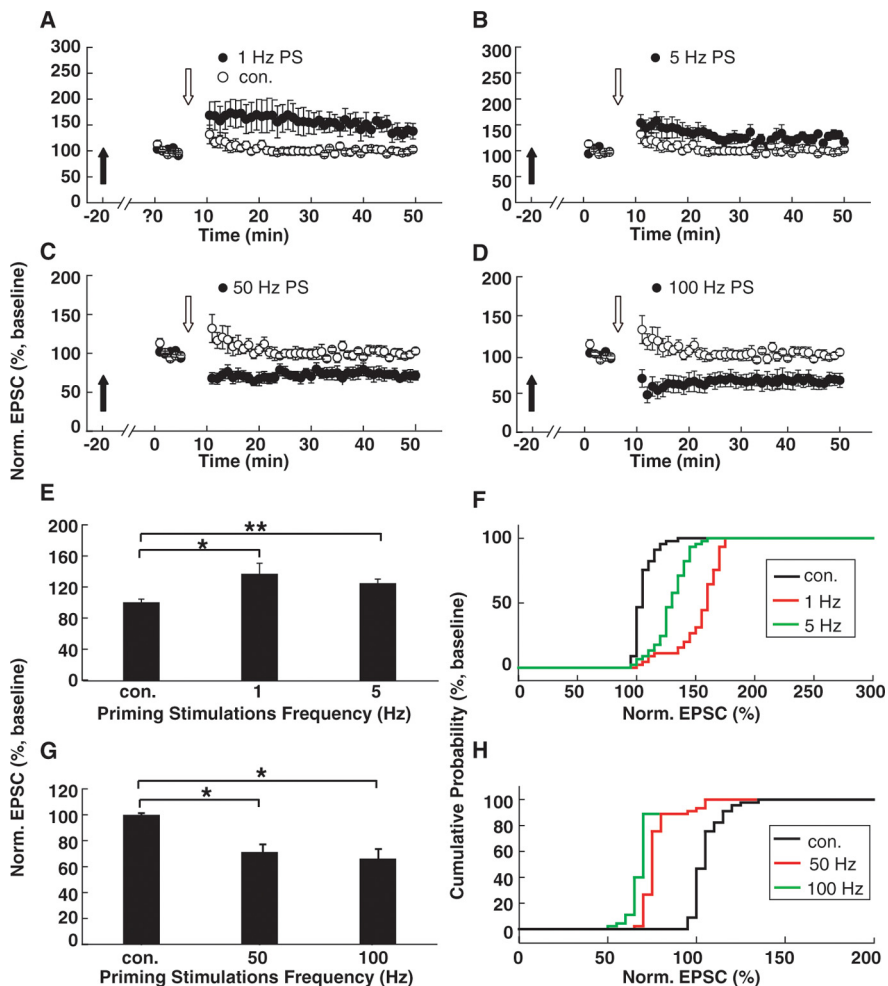 A
1 Hz PS
con.
300
250
200
150
100
50
0
-20
?0
10
20
30
40
50
Time (min)
B
5 Hz PS
300
250
200
150
100
50
0
-20
0
10
20
30
40
50
Time (min)
C
50 Hz PS
200
150
100
50
0
-20
0
10
20
30
40
50
Time (min)
D
100 Hz PS
200
150
100
50
0
-20
0
10
20
30
40
50
Time (min)
Norm. EPSC (%, baseline)
E
200
160
120
80
40
0
*
**
con.
1
5
Priming Stimulations Frequency (Hz)
F
100
50
0
con.
1 Hz
5 Hz
0
50
100
150
200
250
300
Norm. EPSC (%)
Norm. EPSC (%, baseline)
G
120
100
80
60
40
20
0
*
*
con.
50
100
Priming Stimulations Frequency (Hz)
Cumulative Probability (%, baseline)
H
100
80
60
40
20
0
con.
50 Hz
100 Hz
0
50
100
150
200
Norm. EPSC (%)